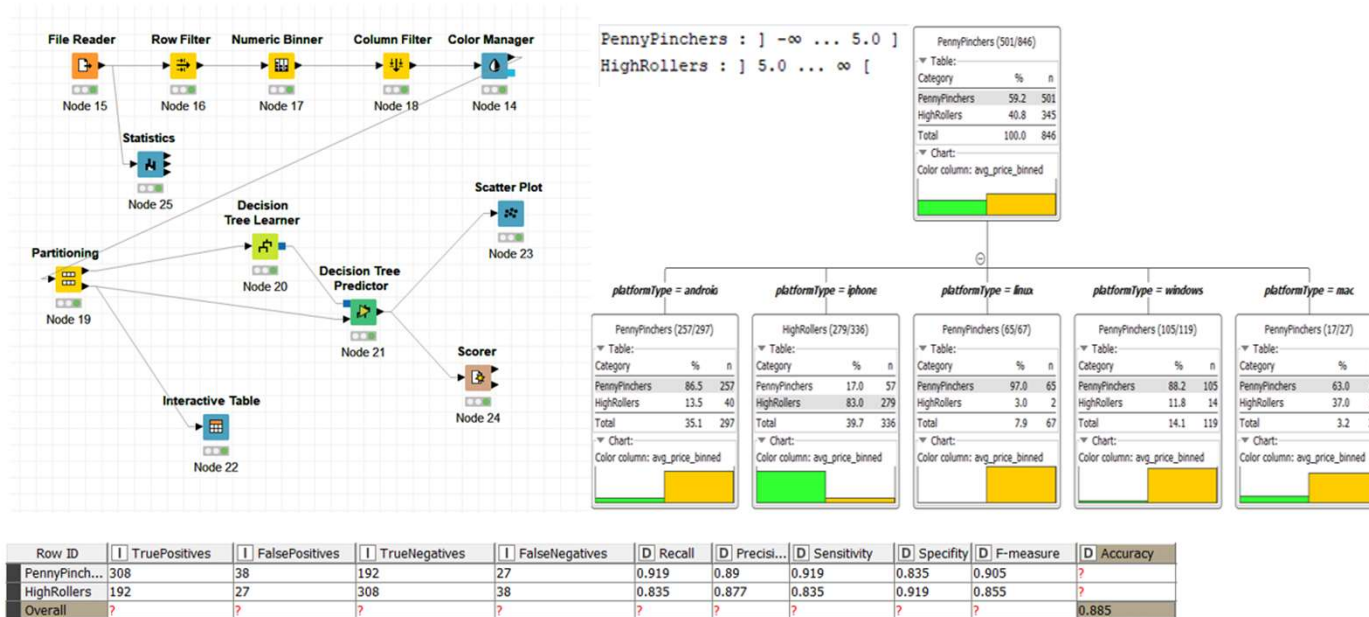 File Reader
Row Filter
Numeric Binner
Column Filter
Color Manager
Node 15
Node 16
Node 17
Node 18
Node 14
Statistics
Node 25
Scatter Plot
Node 23
Decision
Tree Learner
Node 20
Partitioning
Node 19
Decision Tree
Predictor
Node 21
Scorer
Node 24
Interactive Table
Node 22
PennyPinchers : ] -∞ ... 5.0 ]
HighRollers : ] 5.0 ... ∞ [
PennyPinchers (501/846)
Table:
Category % n
PennyPinchers 59.2 501
HighRollers 40.8 345
Total 100.0 846
Chart:
Color column: avg_price_binned
platformType = android
PennyPinchers (257/297)
Table:
Category % n
PennyPinchers 86.5 257
HighRollers 13.5 40
Total 35.1 297
Chart:
Color column: avg_price_binned
platformType = iphone
HighRollers (279/336)
Table:
Category % n
PennyPinchers 17.0 57
HighRollers 83.0 279
Total 39.7 336
Chart:
Color column: avg_price_binned
platformType = linux
PennyPinchers (65/67)
Table:
Category % n
PennyPinchers 97.0 65
HighRollers 3.0 2
Total 7.9 67
Chart:
Color column: avg_price_binned
platformType = windows
PennyPinchers (105/119)
Table:
Category % n
PennyPinchers 88.2 105
HighRollers 11.8 14
Total 14.1 119
Chart:
Color column: avg_price_binned
platformType = mac
PennyPinchers (17/27)
Table:
Category %
PennyPinchers 63.0
HighRollers 37.0
Total 3.2
Chart:
Color column: avg_price_binned
Row ID I TruePositives I FalsePositives I TrueNegatives I FalseNegatives D Recall D Precisi... D Sensitivity D Specifity D F-measure D Accuracy
PennyPinch... 308 38 192 27 0.919 0.89 0.919 0.835 0.905 ?
HighRollers 192 27 308 38 0.835 0.877 0.835 0.919 0.855 ?
Overall ? ? ? ? ? ? ? ? ? 0.885